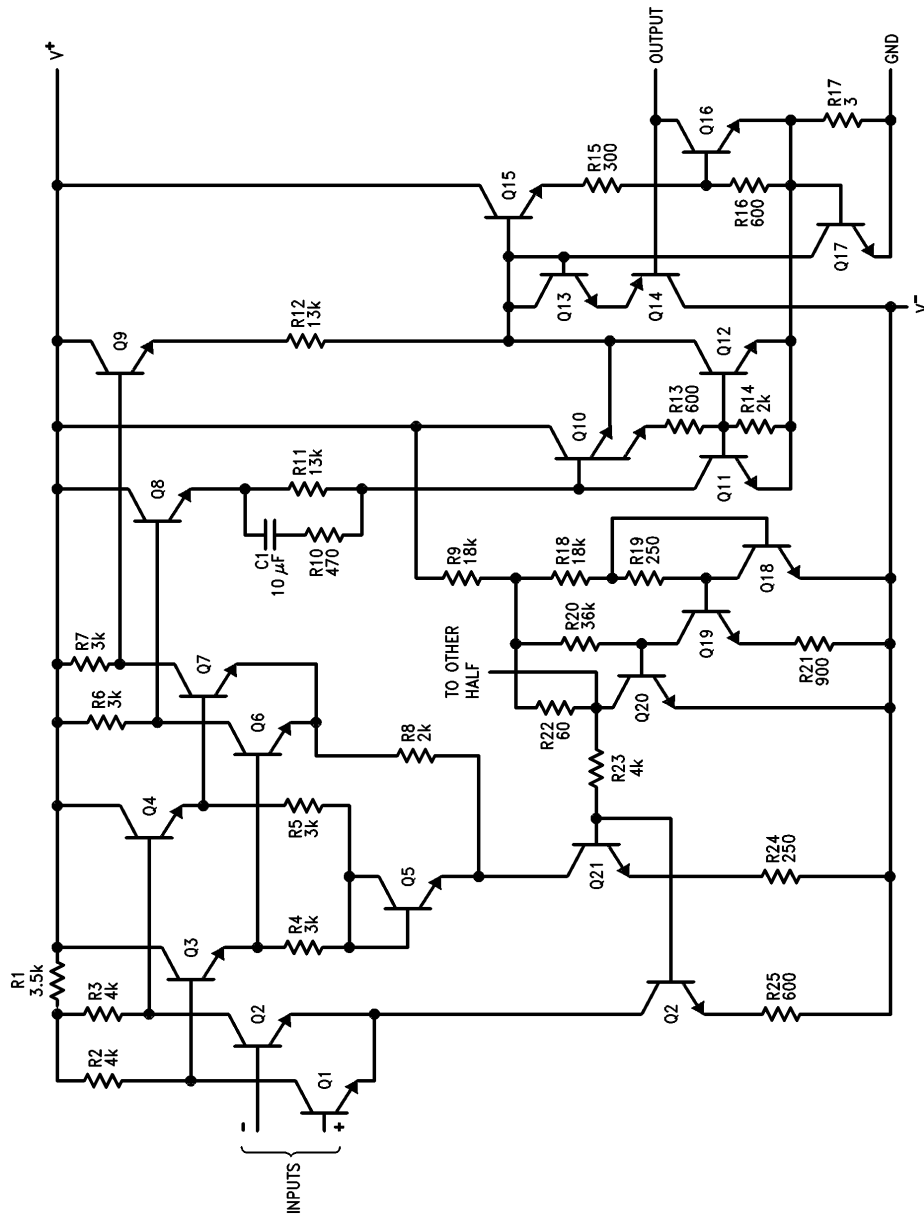 V+
R1
3.5k
R2
4k
R3
4k
R6
3k
R7
3k
Q4
Q8
Q9
Q3
Q2
Q1
-
+
INPUTS
R4
3k
R5
3k
Q6
Q7
Q5
R8
2k
C1
10 μF
R10
470
R11
13k
R12
13k
Q15
R15
300
OUTPUT
Q13
Q14
Q16
R16
600
R17
3
GND
Q17
V-
Q10
R13
600
Q12
R14
2k
Q11
R9
18k
R18
18k
R19
250
Q18
R20
36k
Q19
R21
900
TO OTHER
HALF
R22
60
Q20
R23
4k
Q21
R24
250
Q2
R25
600